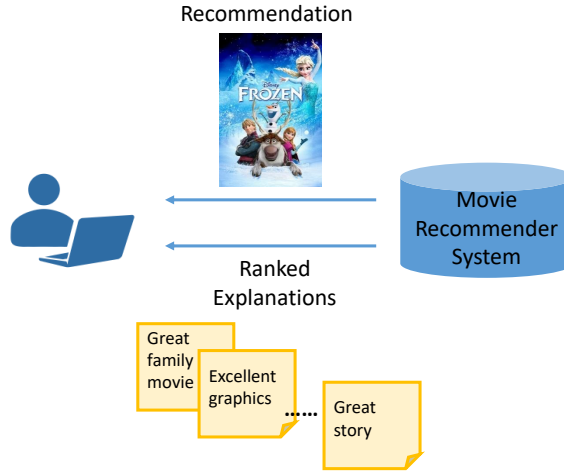 Recommendation
Disney
FROZEN
Movie
Recommender
System
Ranked
Explanations
Great
family
movie
Excellent
graphics
......
Great
story